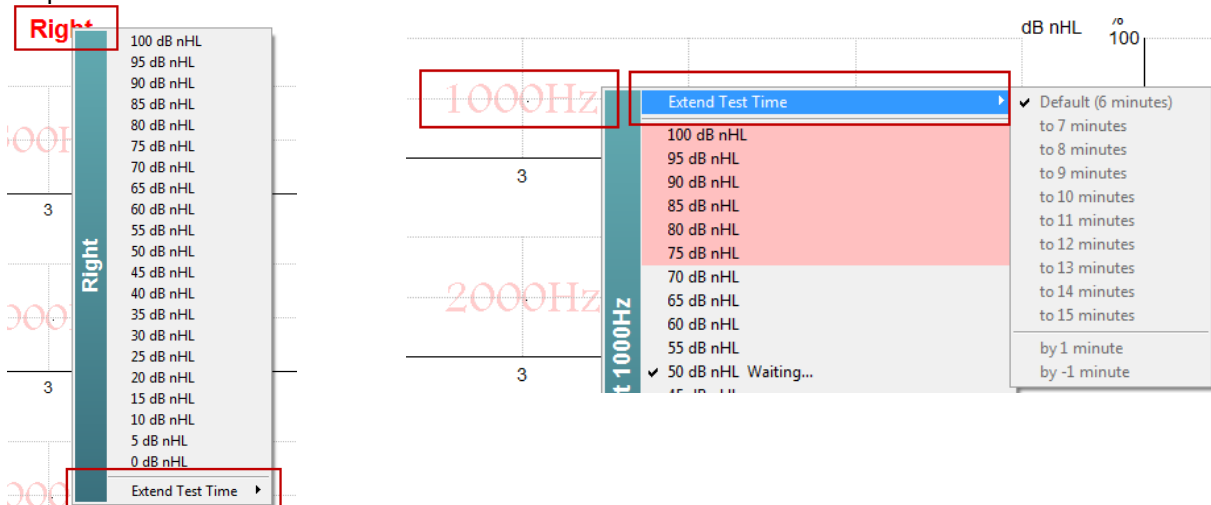 Right
100 dB nHL
95 dB nHL
90 dB nHL
85 dB nHL
80 dB nHL
75 dB nHL
70 dB nHL
65 dB nHL
60 dB nHL
55 dB nHL
50 dB nHL
45 dB nHL
40 dB nHL
35 dB nHL
30 dB nHL
25 dB nHL
20 dB nHL
15 dB nHL
10 dB nHL
5 dB nHL
0 dB nHL
Extend Test Time
Right
3
3
dB nHL
%
100
1000Hz
3
2000Hz
3
1000Hz
Extend Test Time
100 dB nHL
95 dB nHL
90 dB nHL
85 dB nHL
80 dB nHL
75 dB nHL
70 dB nHL
65 dB nHL
60 dB nHL
55 dB nHL
50 dB nHL Waiting...
Default (6 minutes)
to 7 minutes
to 8 minutes
to 9 minutes
to 10 minutes
to 11 minutes
to 12 minutes
to 13 minutes
to 14 minutes
to 15 minutes
by 1 minute
by -1 minute